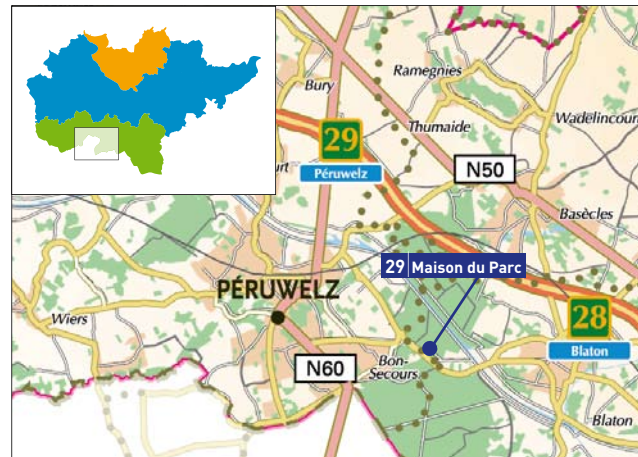 Ramegnies
Bury
Thumaide
Wadelincourt
29
Péruwelz
N50
Basècles
29 Maison du Parc
PÉRUWELZ
Wiers
28
Blaton
N60
Bon-
Secours
Blaton